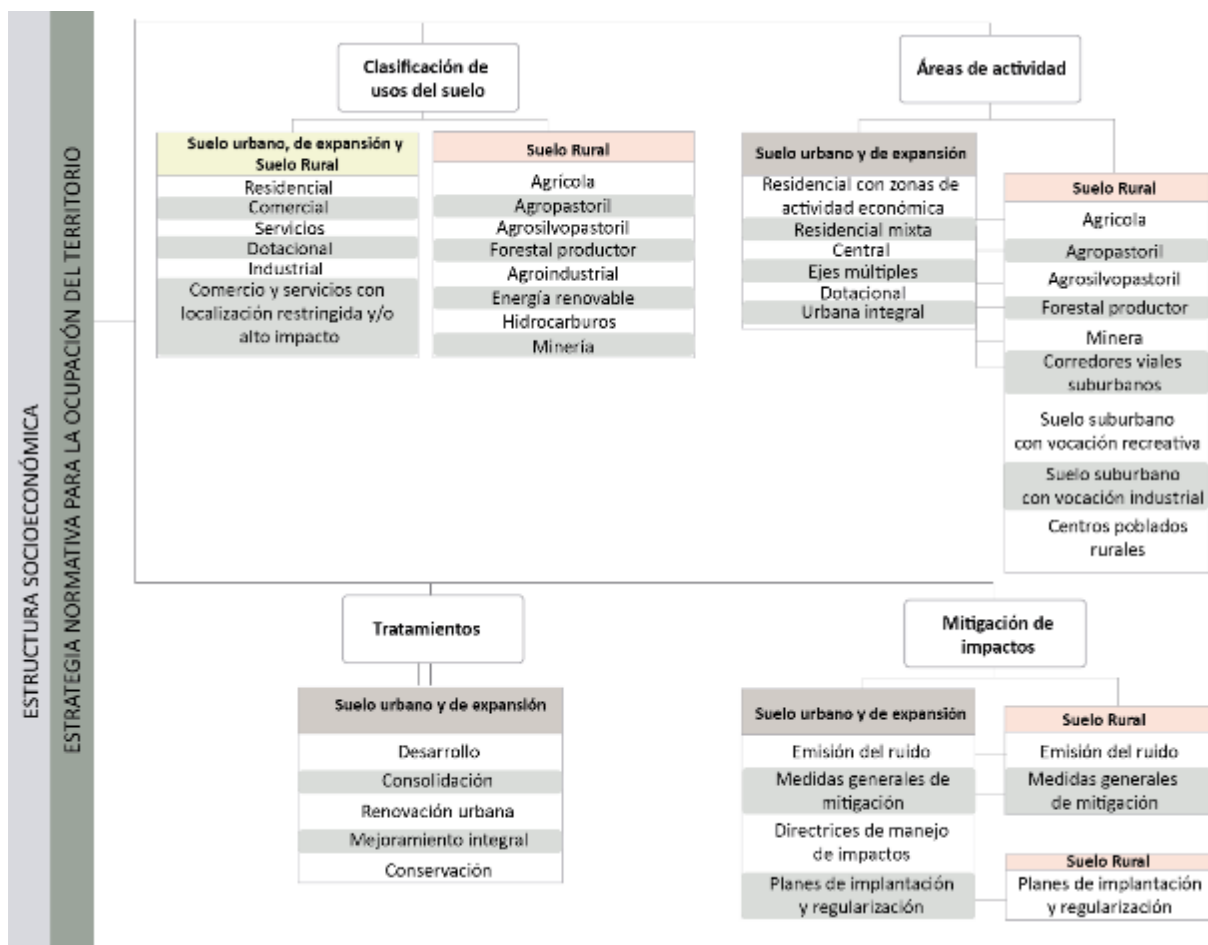 ESTRUCTURA SOCIOECONÓMICA
ESTRATEGIA NORMATIVA PARA LA OCUPACIÓN DEL TERRITORIO
Clasificación de
usos del suelo
Suelo urbano, de expansión y
Suelo Rural
Residencial
Comercial
Servicios
Dotacional
Industrial
Comercio y servicios con
localización restringida y/o
alto impacto
Suelo Rural
Agrícola
Agropastoril
Agrosilvopastoril
Forestal productor
Agroindustrial
Energía renovable
Hidrocarburos
Minería
Áreas de actividad
Suelo urbano y de expansión
Residencial con zonas de
actividad económica
Residencial mixta
Central
Ejes múltiples
Dotacional
Urbana integral
Suelo Rural
Agricola
Agropastoril
Agrosilvopastoril
Forestal productor
Minera
Corredores viales
suburbanos
Suelo suburbano
con vocación recreativa
Suelo suburbano
con vocación industrial
Centros poblados
rurales
Tratamientos
Suelo urbano y de expansión
Desarrollo
Consolidación
Renovación urbana
Mejoramiento integral
Conservación
Mitigación de
impactos
Suelo urbano y de expansión
Emisión del ruido
Medidas generales de
mitigación
Directrices de manejo
de impactos
Planes de implantación
y regularización
Suelo Rural
Emisión del ruido
Medidas generales
de mitigación
Suelo Rural
Planes de implantación
y regularización